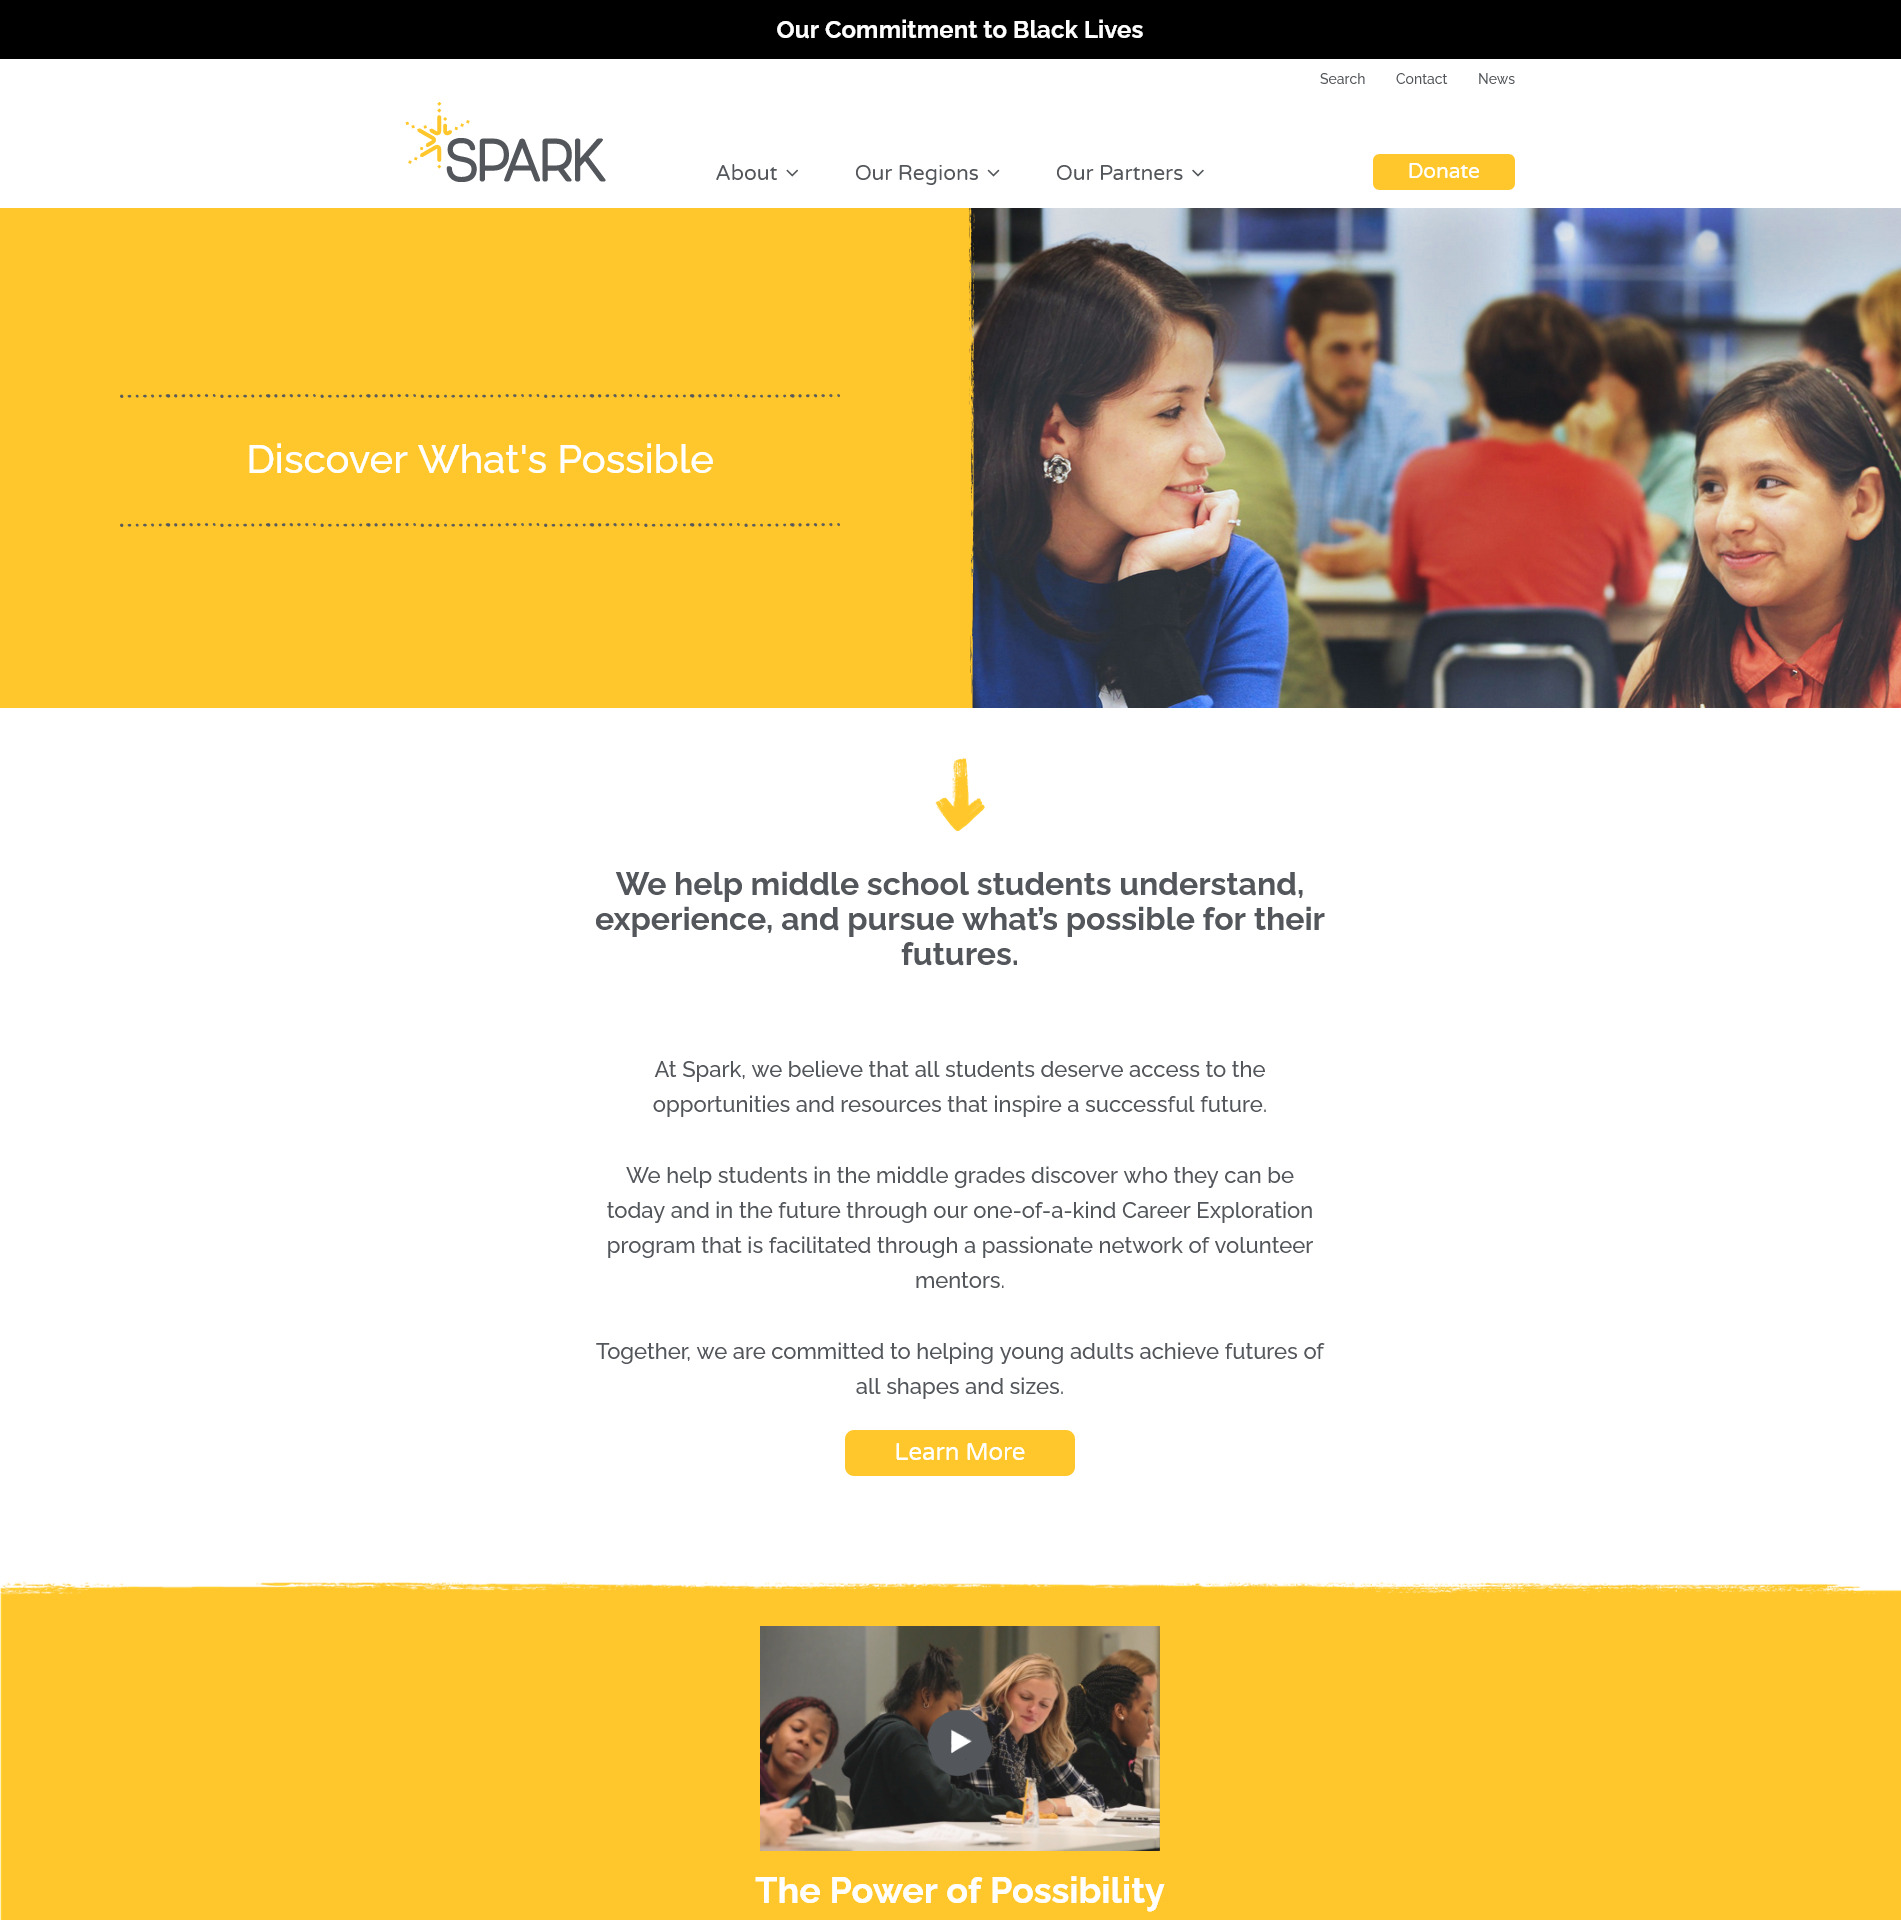 Our Commitment to Black Lives
Search Contact News
SPARK
About Our Regions Our Partners Donate
Discover What's Possible
We help middle school students understand,
experience, and pursue what’s possible for their
futures.
At Spark, we believe that all students deserve access to the
opportunities and resources that inspire a successful future.
We help students in the middle grades discover who they can be
today and in the future through our one-of-a-kind Career Exploration
program that is facilitated through a passionate network of volunteer
mentors.
Together, we are committed to helping young adults achieve futures of
all shapes and sizes.
Learn More
The Power of Possibility